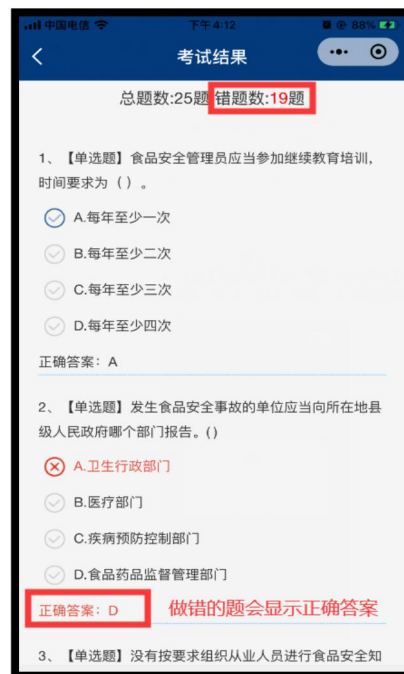 中国电信 下午4:12 88%
考试结果
总题数:25题 错题数:19题
1、【单选题】食品安全管理员应当参加继续教育培训,
时间要求为（）。
A.每年至少一次
B.每年至少二次
C.每年至少三次
D.每年至少四次
正确答案：A
2、【单选题】发生食品安全事故的单位应当向所在地县
级人民政府哪个部门报告。()
A.卫生行政部门
B.医疗部门
C.疾病预防控制部门
D.食品药品监督管理部门
正确答案：D 做错的题会显示正确答案
3、【单选题】没有按要求组织从业人员进行食品安全知